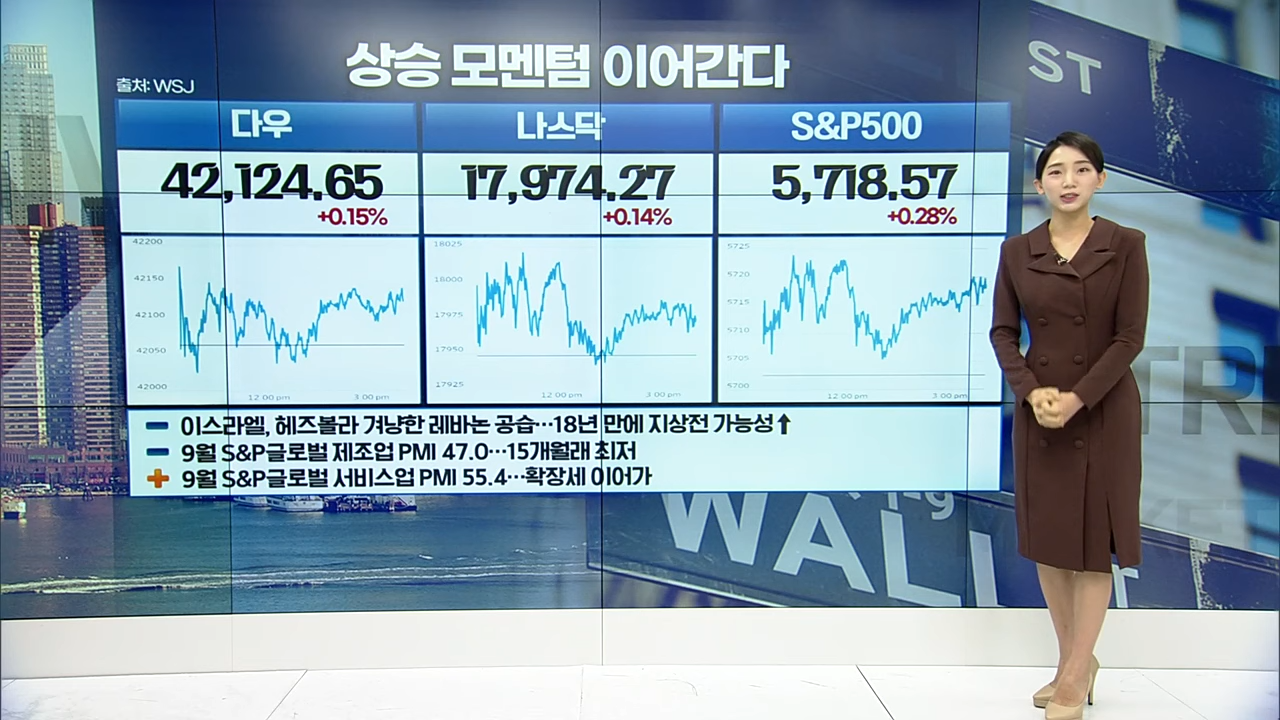 상승 모멘텀 이어간다
출처: WSJ
다우 나스닥 S&P500
42,124.65 17,974.27 5,718.57
+0.15% +0.14% +0.28%
42200
42150
42100
42050
42000
12:00 pm 3:00 pm
18025
18000
17975
17950
17925
12:00 pm 3:00 pm
5725
5720
5715
5710
5705
5700
12:00 pm 3:00 pm
이스라엘, 헤즈볼라 겨냥한 레바논 공습…18년 만에 지상전 가능성↑
9월 S&P글로벌 제조업 PMI 47.0…15개월래 최저
9월 S&P글로벌 서비스업 PMI 55.4…확장세 이어가
ST
1-9
WALL